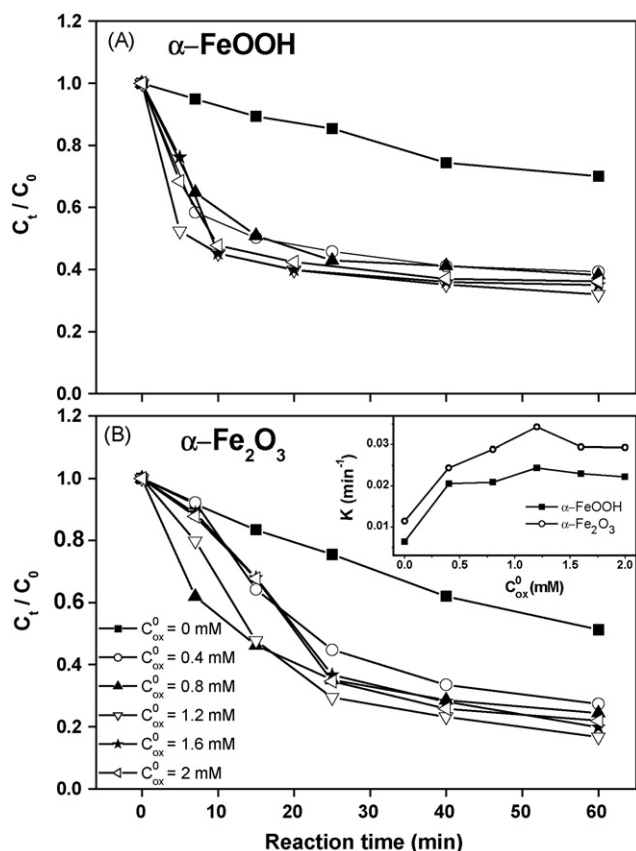 (A) α–FeOOH
1.2
1.0
0.8
0.6
0.4
0.2
0.0
C_t / C_0
(B) α–Fe₂O₃
1.2
1.0
0.8
0.6
0.4
0.2
0.0
C_t / C_0
C⁰_ox = 0 mM
C⁰_ox = 0.4 mM
C⁰_ox = 0.8 mM
C⁰_ox = 1.2 mM
C⁰_ox = 1.6 mM
C⁰_ox = 2 mM
0.03
0.02
0.01
K (min⁻¹)
α-FeOOH
α-Fe₂O₃
0.0 0.5 1.0 1.5 2.0
C⁰_ox (mM)
0 10 20 30 40 50 60
Reaction time (min)